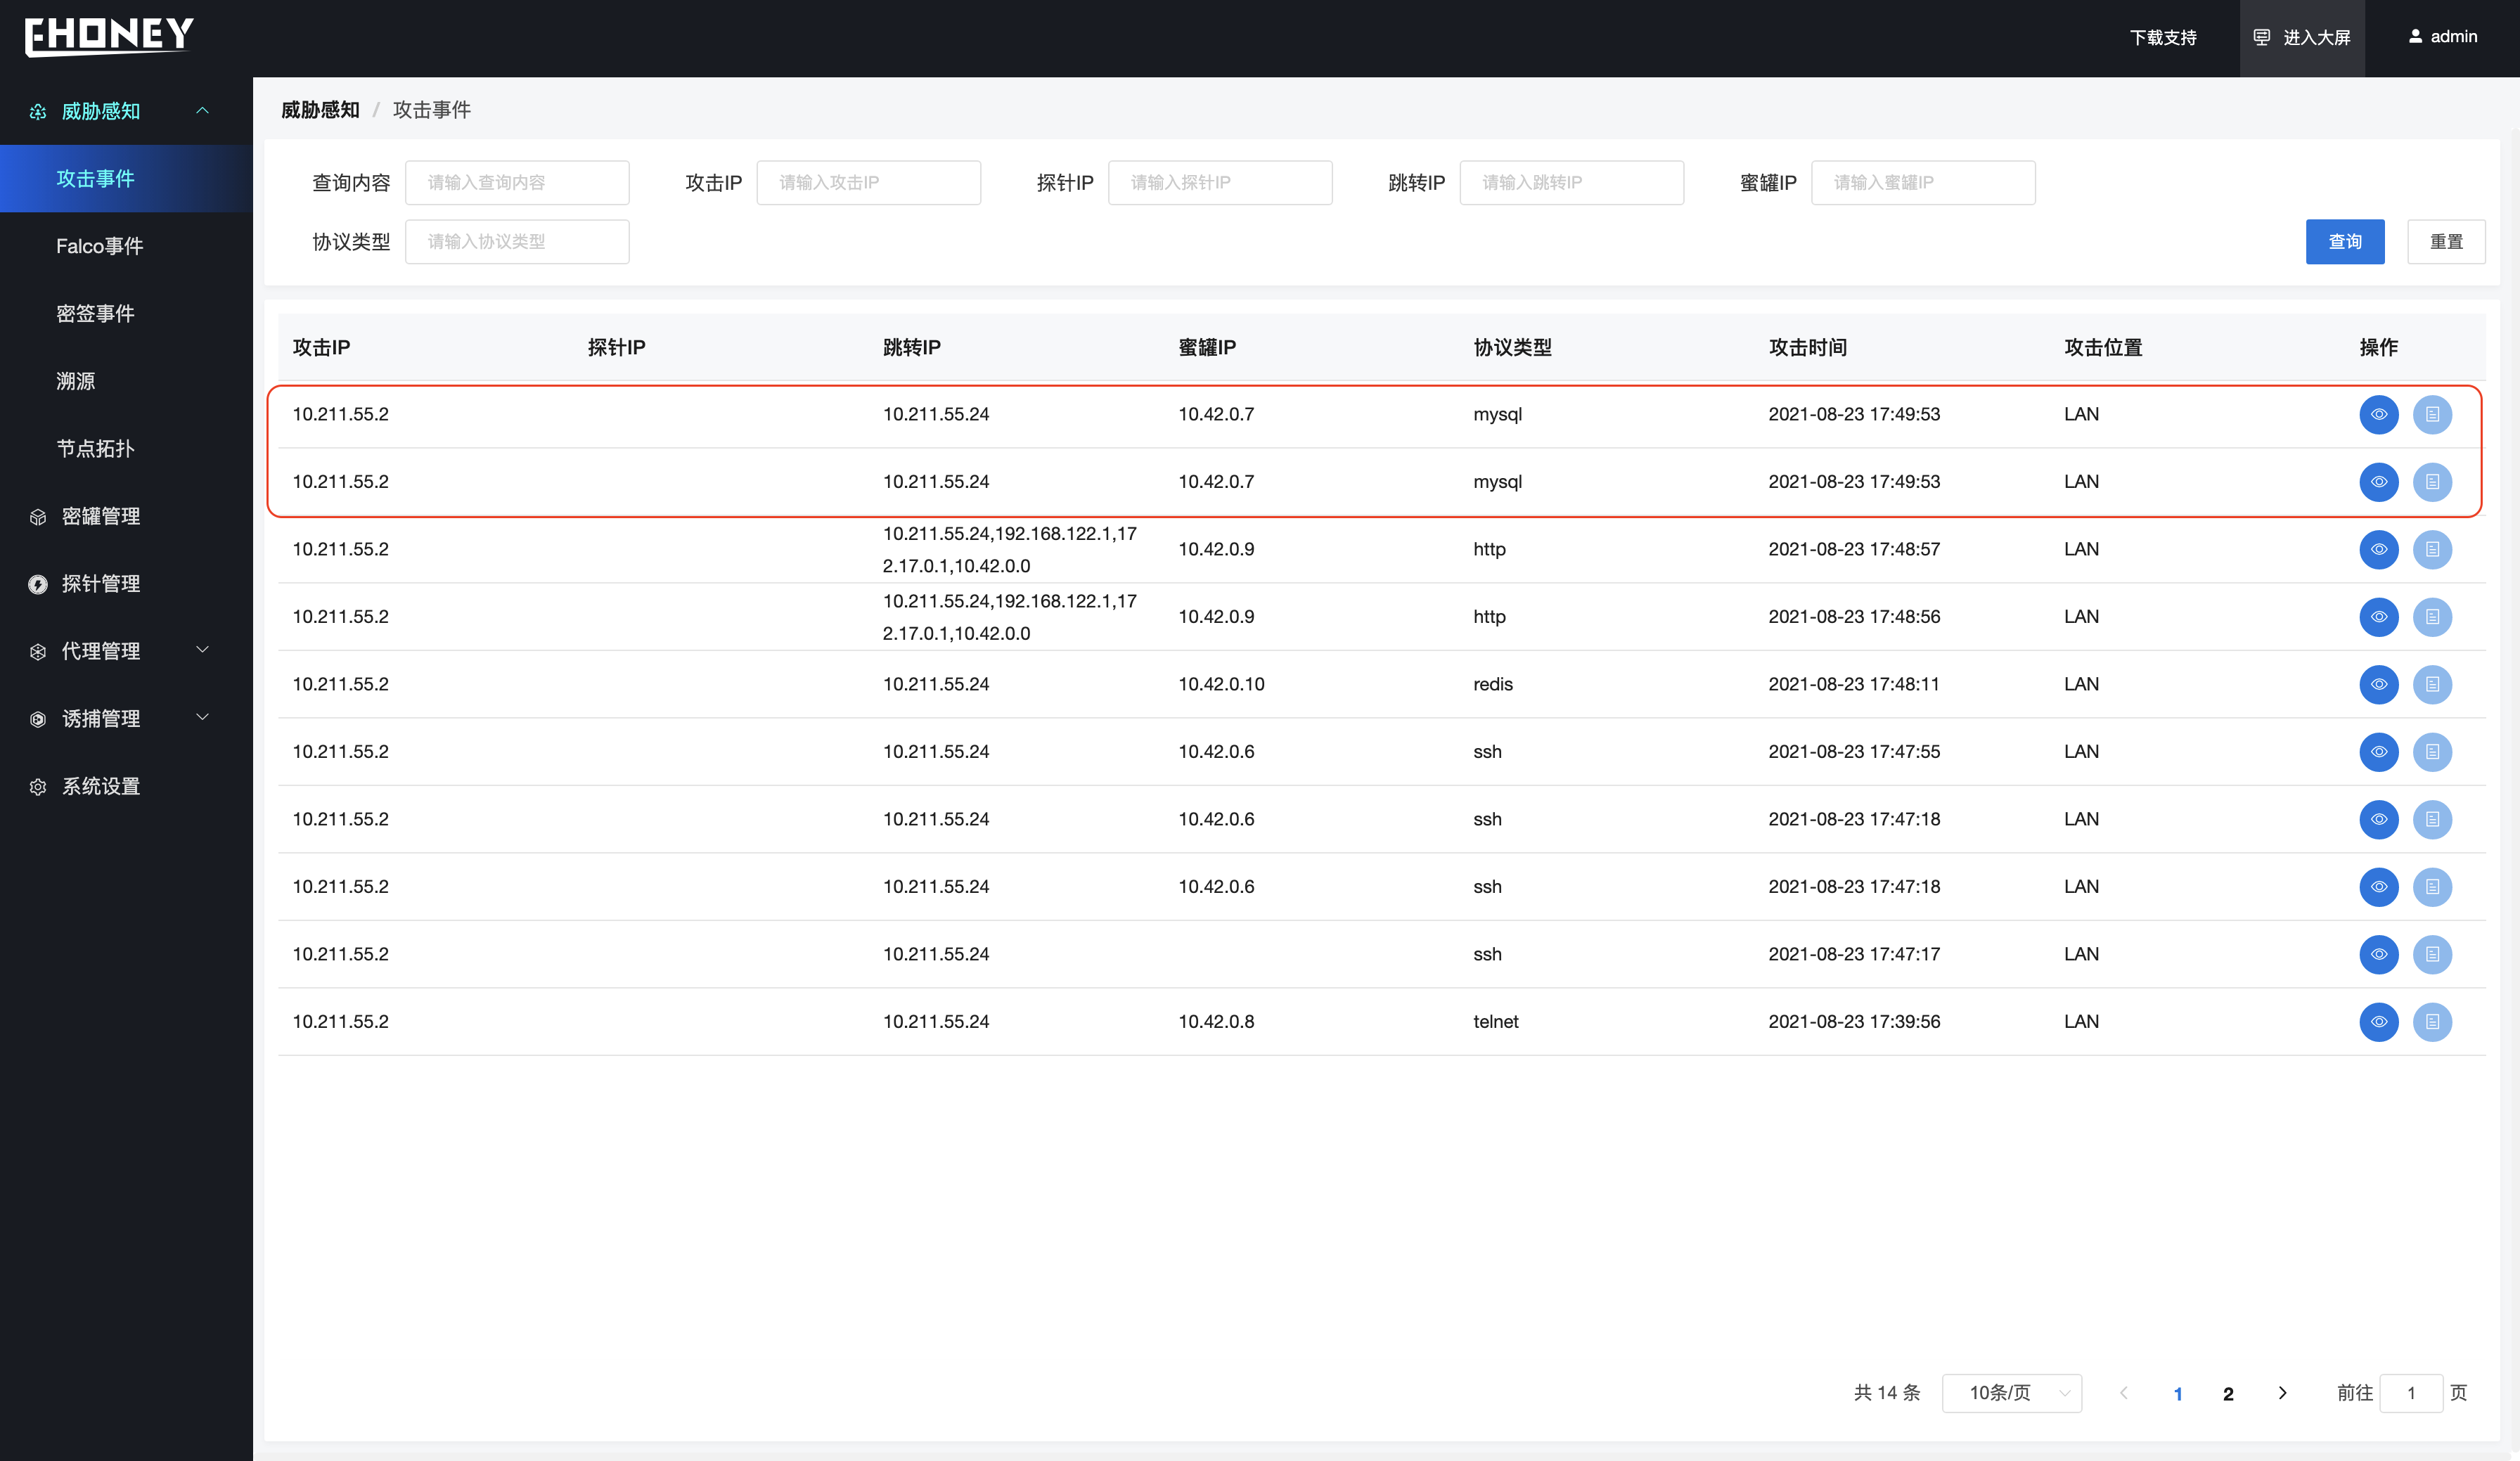 EHONEY
下载支持
进入大屏
admin
威胁感知
攻击事件
Falco事件
密签事件
溯源
节点拓扑
密罐管理
探针管理
代理管理
诱捕管理
系统设置
威胁感知 / 攻击事件
查询内容 请输入查询内容 攻击IP 请输入攻击IP 探针IP 请输入探针IP 跳转IP 请输入跳转IP 蜜罐IP 请输入蜜罐IP
协议类型 请输入协议类型 查询 重置
攻击IP 探针IP 跳转IP 蜜罐IP 协议类型 攻击时间 攻击位置 操作
10.211.55.2 10.211.55.24 10.42.0.7 mysql 2021-08-23 17:49:53 LAN
10.211.55.2 10.211.55.24 10.42.0.7 mysql 2021-08-23 17:49:53 LAN
10.211.55.24,192.168.122.1,17
10.211.55.2 10.42.0.9 http 2021-08-23 17:48:57 LAN
2.17.0.1,10.42.0.0
10.211.55.24,192.168.122.1,17
10.211.55.2 10.42.0.9 http 2021-08-23 17:48:56 LAN
2.17.0.1,10.42.0.0
10.211.55.2 10.211.55.24 10.42.0.10 redis 2021-08-23 17:48:11 LAN
10.211.55.2 10.211.55.24 10.42.0.6 ssh 2021-08-23 17:47:55 LAN
10.211.55.2 10.211.55.24 10.42.0.6 ssh 2021-08-23 17:47:18 LAN
10.211.55.2 10.211.55.24 10.42.0.6 ssh 2021-08-23 17:47:18 LAN
10.211.55.2 10.211.55.24 ssh 2021-08-23 17:47:17 LAN
10.211.55.2 10.211.55.24 10.42.0.8 telnet 2021-08-23 17:39:56 LAN
共 14 条 10条/页 1 2 前往 1 页